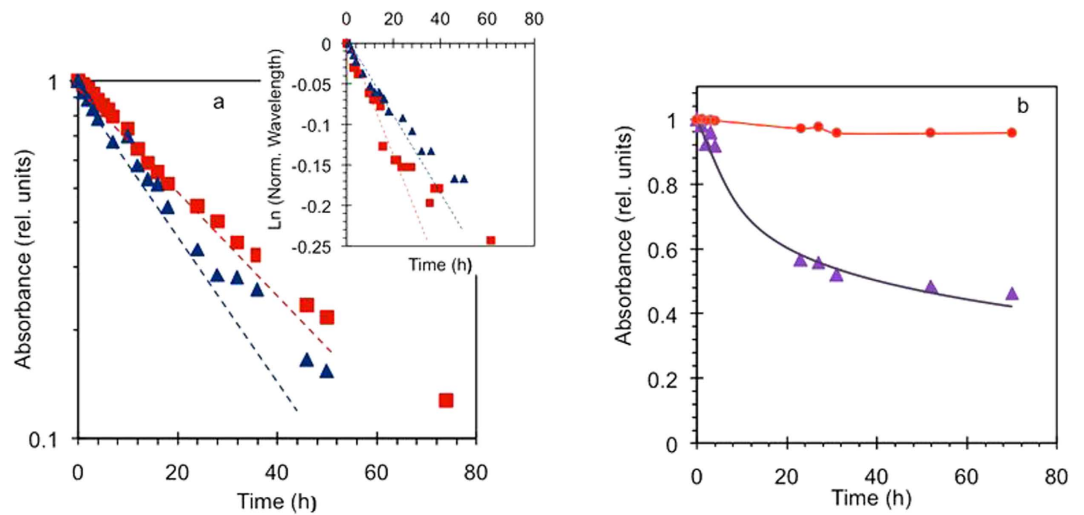 0 20 40 60 80
0
-0.05
-0.1
-0.15
-0.2
-0.25
Ln (Norm. Wavelength)
Time (h)
a
1
0.1
Absorbance (rel. units)
0 20 40 60 80
Time (h)
b
1
0.8
0.6
0.4
0.2
0
Absorbance (rel. units)
0 20 40 60 80
Time (h)